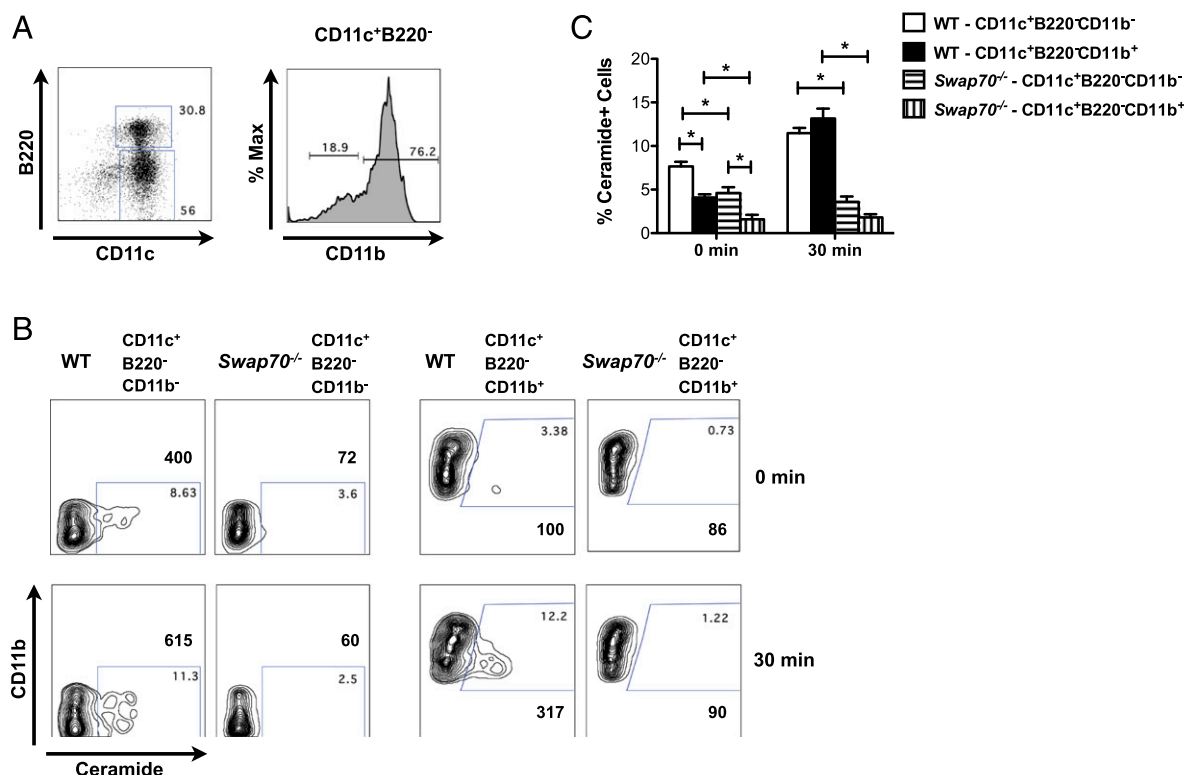 A
CD11c⁺B220⁻
B220
30.8
56
CD11c
% Max
18.9
76.2
CD11b
C
% Ceramide+ Cells
20
15
10
5
0
*
*
*
*
*
*
0 min
30 min
WT - CD11c⁺B220⁻CD11b⁻
WT - CD11c⁺B220⁻CD11b⁺
Swap70⁻/⁻ - CD11c⁺B220⁻CD11b⁻
Swap70⁻/⁻ - CD11c⁺B220⁻CD11b⁺
B
WT
CD11c⁺
B220⁻
CD11b⁻
Swap70⁻/⁻
CD11c⁺
B220⁻
CD11b⁻
WT
CD11c⁺
B220⁻
CD11b⁺
Swap70⁻/⁻
CD11c⁺
B220⁻
CD11b⁺
400
8.63
72
3.6
3.38
100
0.73
86
0 min
615
11.3
60
2.5
12.2
317
1.22
90
30 min
CD11b
Ceramide